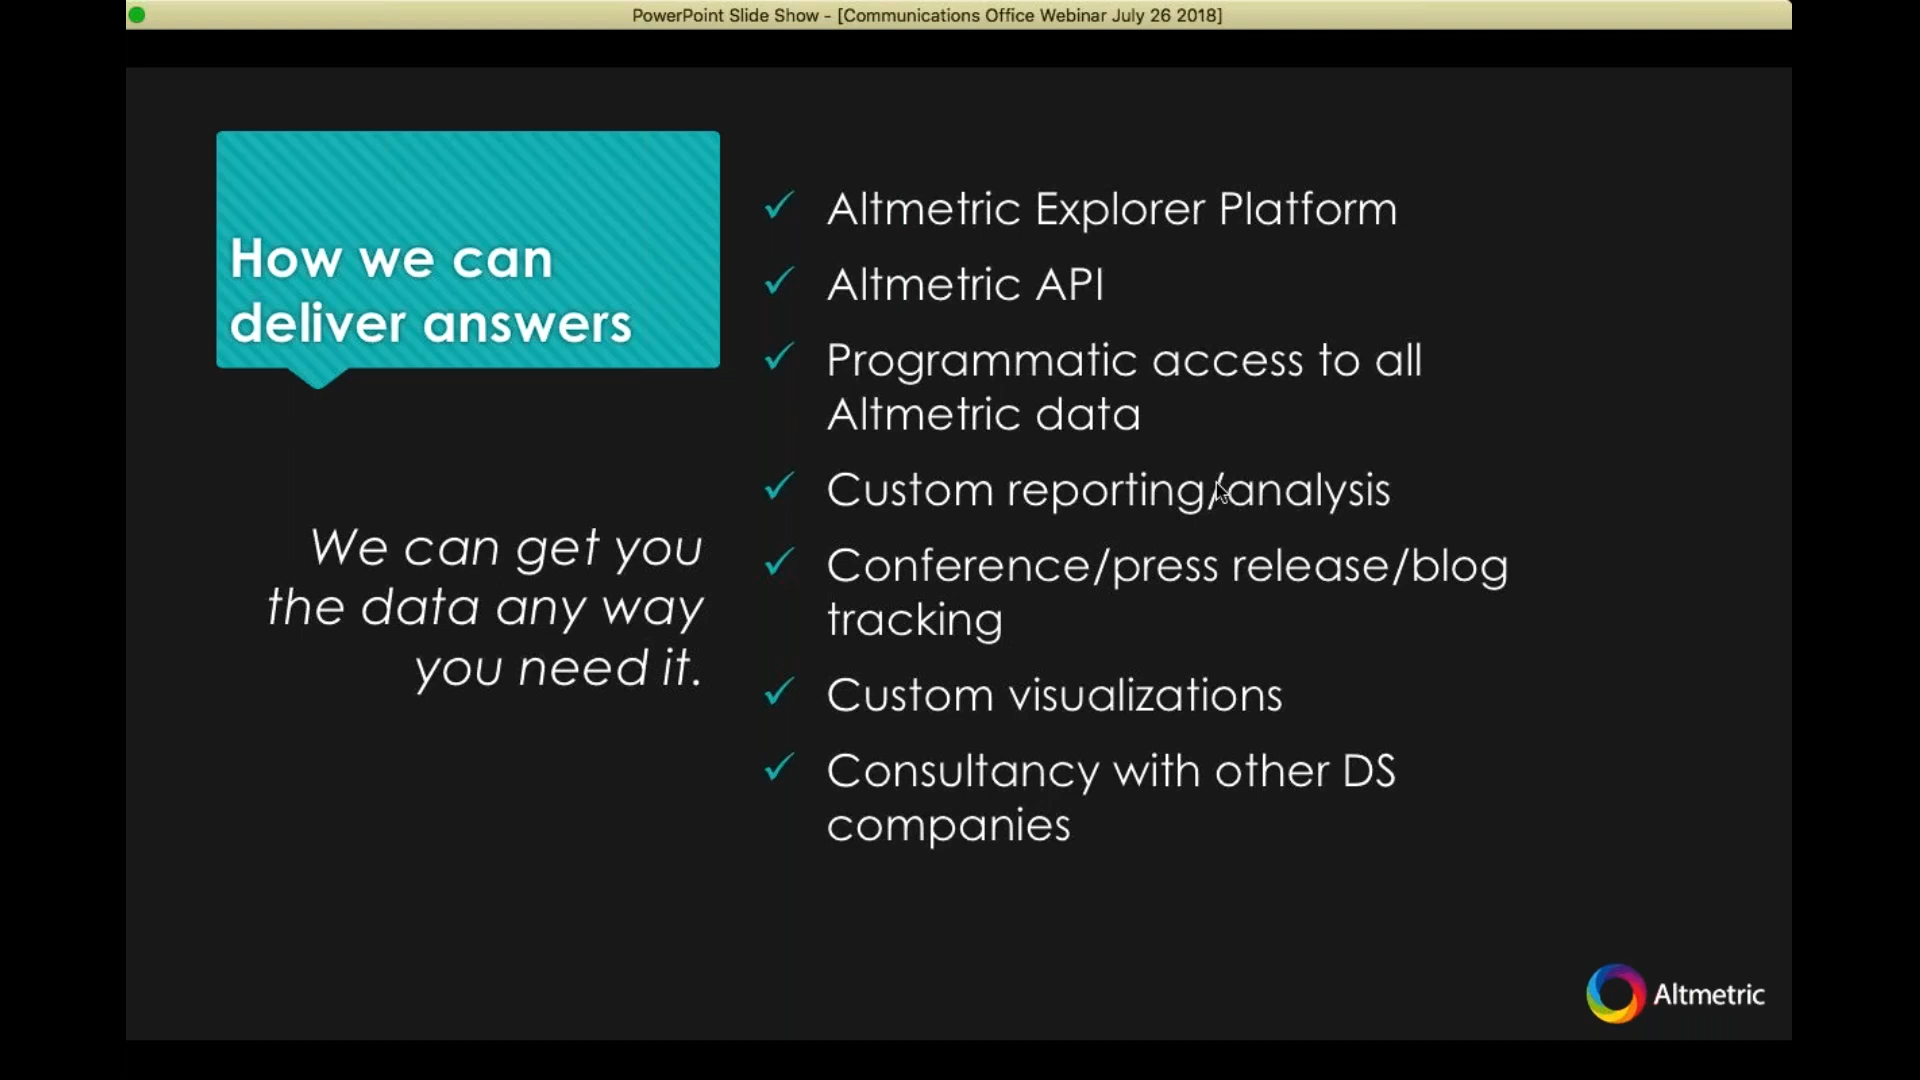 PowerPoint Slide Show - [Communications Office Webinar July 26 2018]
How we can
deliver answers
We can get you
the data any way
you need it.
✓ Altmetric Explorer Platform
✓ Altmetric API
✓ Programmatic access to all
Altmetric data
✓ Custom reporting/analysis
✓ Conference/press release/blog
tracking
✓ Custom visualizations
✓ Consultancy with other DS
companies
Altmetric